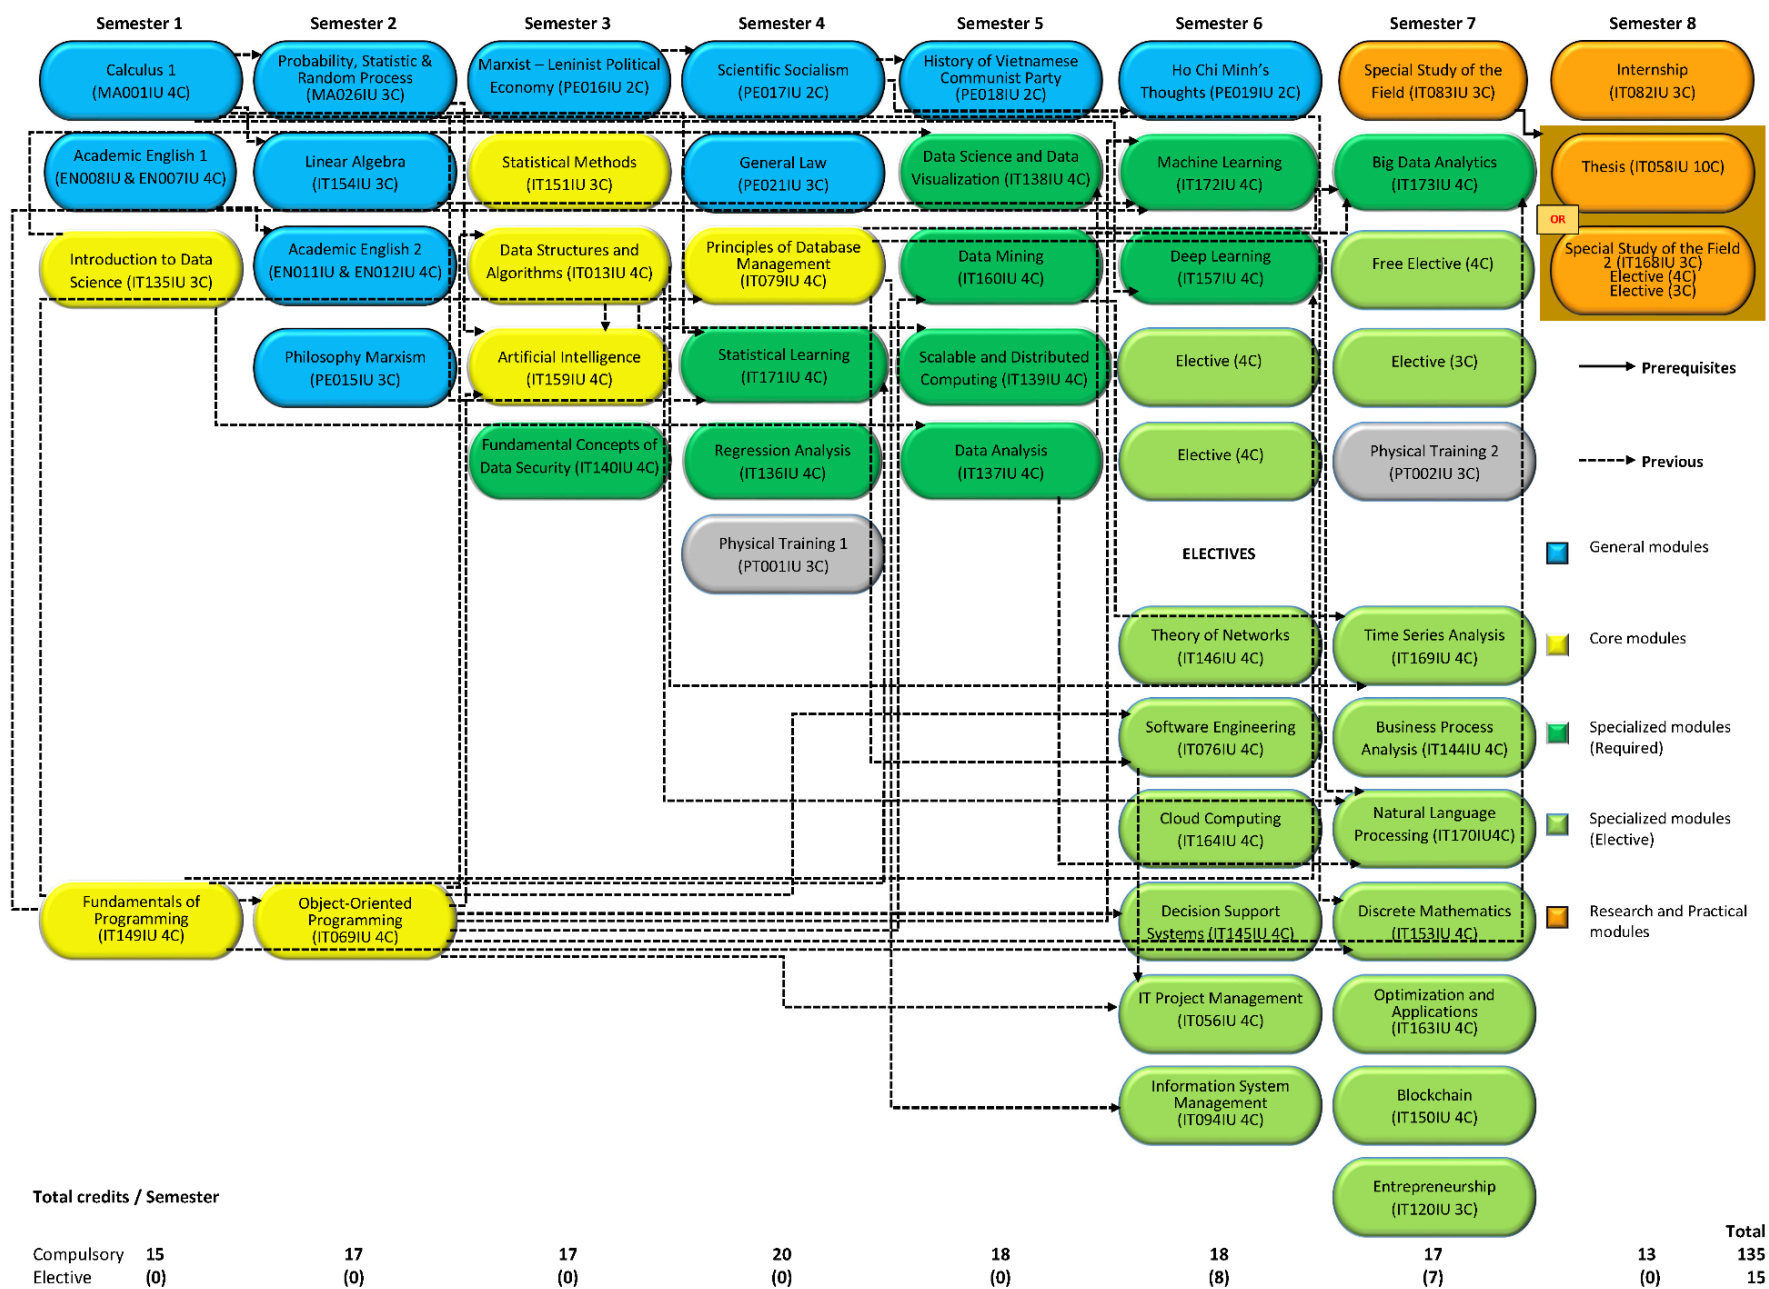 Semester 1
Semester 2
Semester 3
Semester 4
Semester 5
Semester 6
Semester 7
Semester 8
Calculus 1
(MA001IU 4C)
Probability, Statistic &
Random Process
(MA026IU 3C)
Marxist – Leninist Political
Economy (PE016IU 2C)
Scientific Socialism
(PE017IU 2C)
History of Vietnamese
Communist Party
(PE018IU 2C)
Ho Chi Minh's
Thoughts (PE019IU 2C)
Special Study of the
Field (IT083IU 3C)
Internship
(IT082IU 3C)
Academic English 1
(EN008IU & EN007IU 4C)
Linear Algebra
(IT154IU 3C)
Statistical Methods
(IT151IU 3C)
General Law
(PE021IU 3C)
Data Science and Data
Visualization (IT138IU 4C)
Machine Learning
(IT172IU 4C)
Big Data Analytics
(IT173IU 4C)
Thesis (IT058IU 10C)
OR
Introduction to Data
Science (IT135IU 3C)
Academic English 2
(EN011IU & EN012IU 4C)
Data Structures and
Algorithms (IT013IU 4C)
Principles of Database
Management
(IT079IU 4C)
Data Mining
(IT160IU 4C)
Deep Learning
(IT157IU 4C)
Free Elective (4C)
Special Study of the Field
2 (IT168IU 3C)
Elective (4C)
Elective (3C)
Philosophy Marxism
(PE015IU 3C)
Artificial Intelligence
(IT159IU 4C)
Statistical Learning
(IT171IU 4C)
Scalable and Distributed
Computing (IT139IU 4C)
Elective (4C)
Elective (3C)
Prerequisites
Fundamental Concepts of
Data Security (IT140IU 4C)
Regression Analysis
(IT136IU 4C)
Data Analysis
(IT137IU 4C)
Elective (4C)
Physical Training 2
(PT002IU 3C)
Previous
Physical Training 1
(PT001IU 3C)
ELECTIVES
General modules
Theory of Networks
(IT146IU 4C)
Time Series Analysis
(IT169IU 4C)
Core modules
Software Engineering
(IT076IU 4C)
Business Process
Analysis (IT144IU 4C)
Specialized modules
(Required)
Cloud Computing
(IT164IU 4C)
Natural Language
Processing (IT170IU4C)
Specialized modules
(Elective)
Fundamentals of
Programming
(IT149IU 4C)
Object-Oriented
Programming
(IT069IU 4C)
Decision Support
Systems (IT145IU 4C)
Discrete Mathematics
(IT153IU 4C)
Research and Practical
modules
IT Project Management
(IT056IU 4C)
Optimization and
Applications
(IT163IU 4C)
Information System
Management
(IT094IU 4C)
Blockchain
(IT150IU 4C)
Entrepreneurship
(IT120IU 3C)
Total credits / Semester
Total
Compulsory 15 17 17 20 18 18 17 13 135
Elective (0) (0) (0) (0) (0) (8) (7) (0) 15